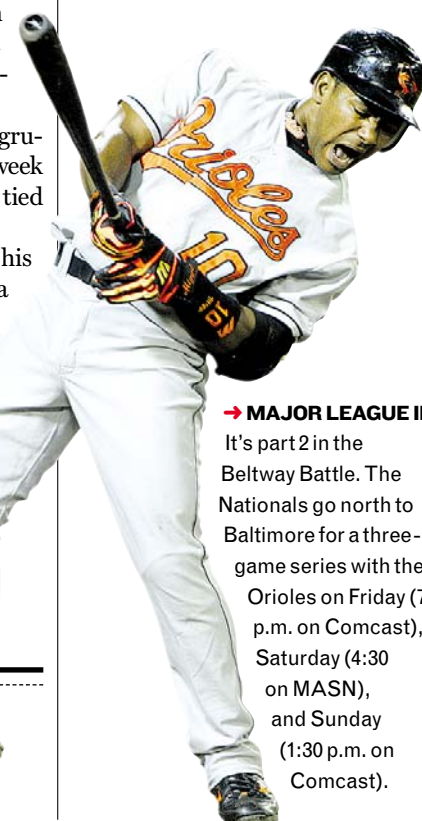 gru-
week
tied
his
a
Orioles
10
10
→ MAJOR LEAGUE
It's part 2 in the
Beltway Battle. The
Nationals go north to
Baltimore for a three-
game series with the
Orioles on Friday (7
p.m. on Comcast),
Saturday (4:30
on MASN),
and Sunday
(1:30 p.m. on
Comcast).